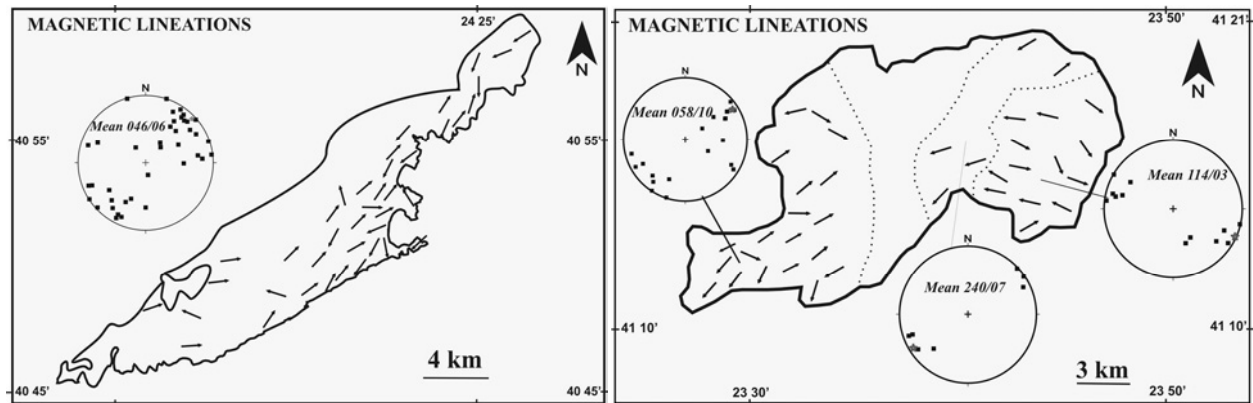 MAGNETIC LINEATIONS
24 25'
N
N
Mean 046/06
40 55'
40 55'
4 km
40 45'
40 45'
MAGNETIC LINEATIONS
23 50'
41 21'
N
N
Mean 058/10
N
Mean 114/03
N
Mean 240/07
41 10'
41 10'
3 km
23 30'
23 50'